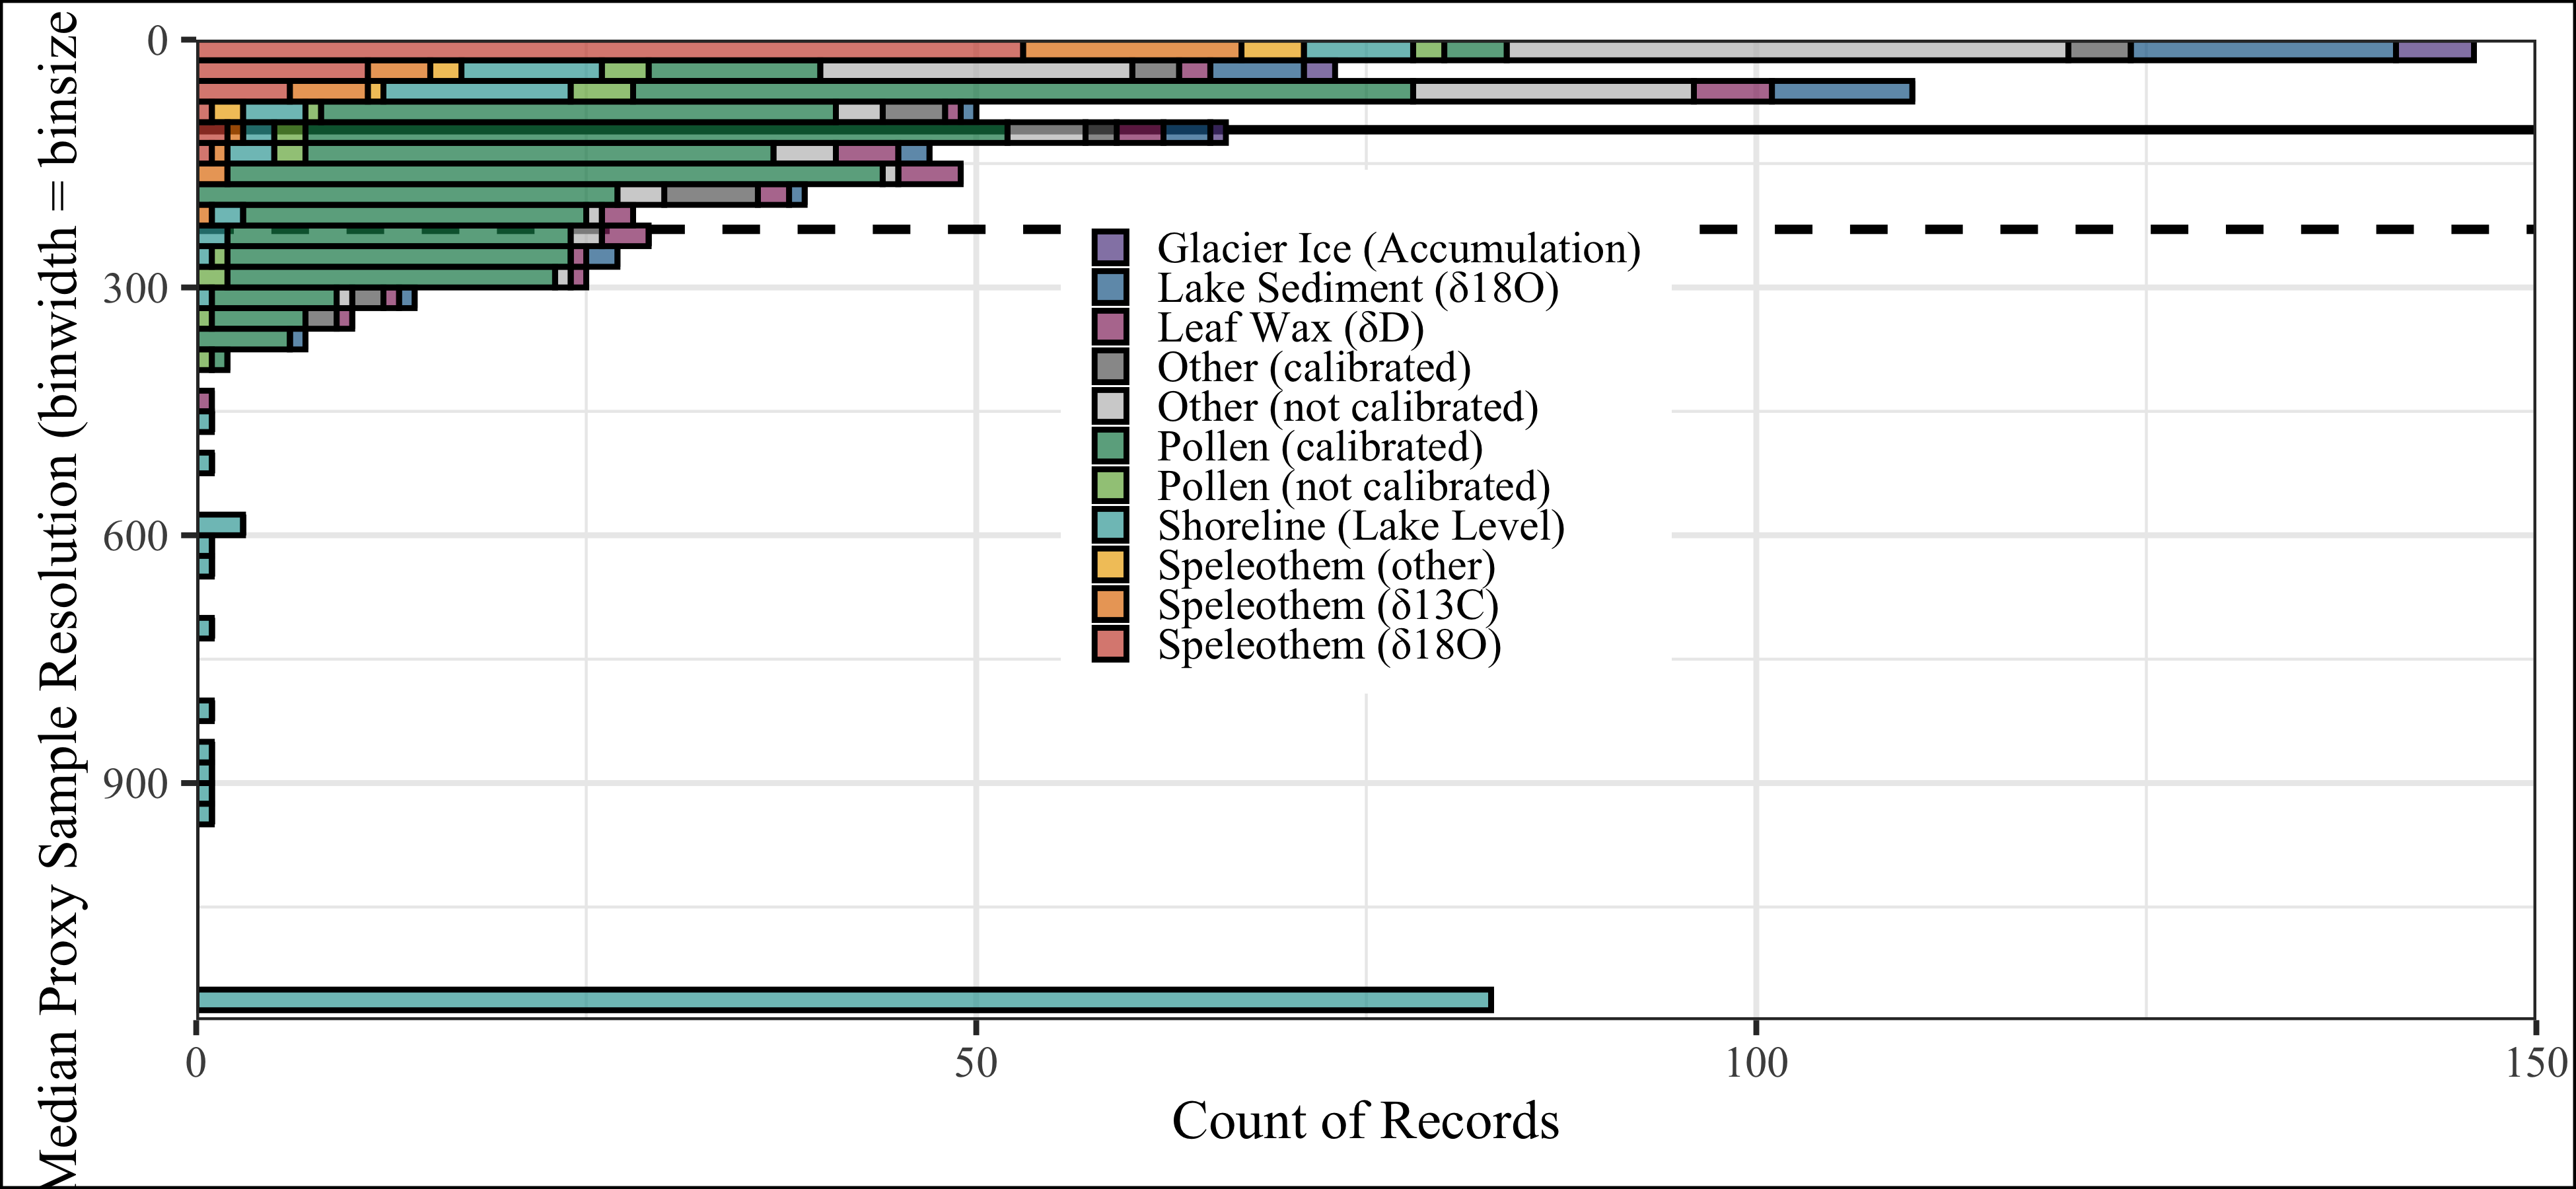 Median Proxy Sample Resolution (binwidth = binsize
0
300
600
900
Glacier Ice (Accumulation)
Lake Sediment (δ18O)
Leaf Wax (δD)
Other (calibrated)
Other (not calibrated)
Pollen (calibrated)
Pollen (not calibrated)
Shoreline (Lake Level)
Speleothem (other)
Speleothem (δ13C)
Speleothem (δ18O)
0
50
100
150
Count of Records